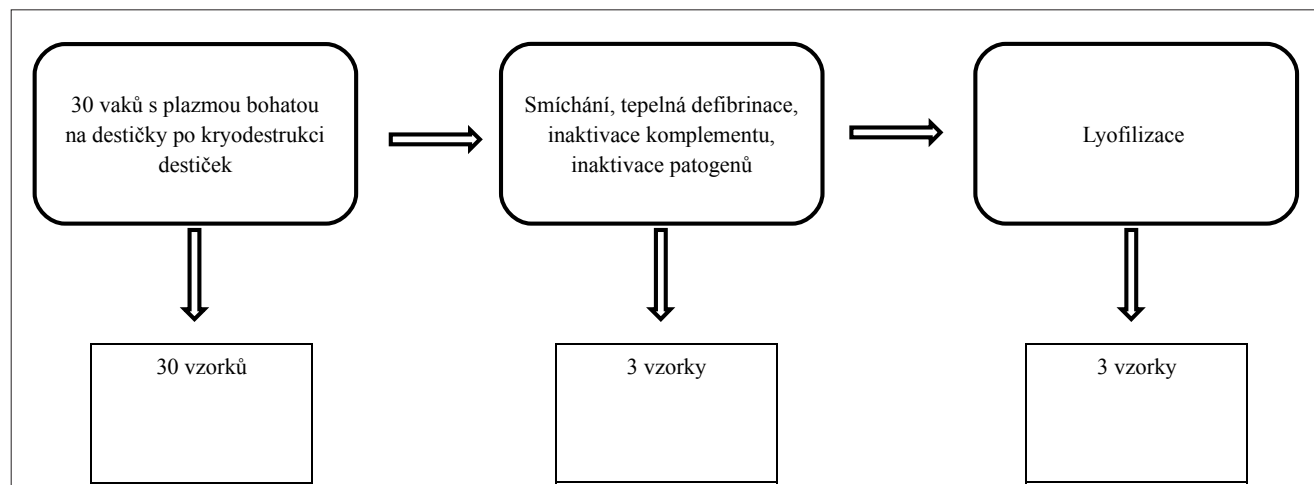 30 vaků s plazmou bohatou
na destičky po kryodestrukci
destiček
Smíchání, tepelná defibrinace,
inaktivace komplementu,
inaktivace patogenů
Lyofilizace
30 vzorků
3 vzorky
3 vzorky